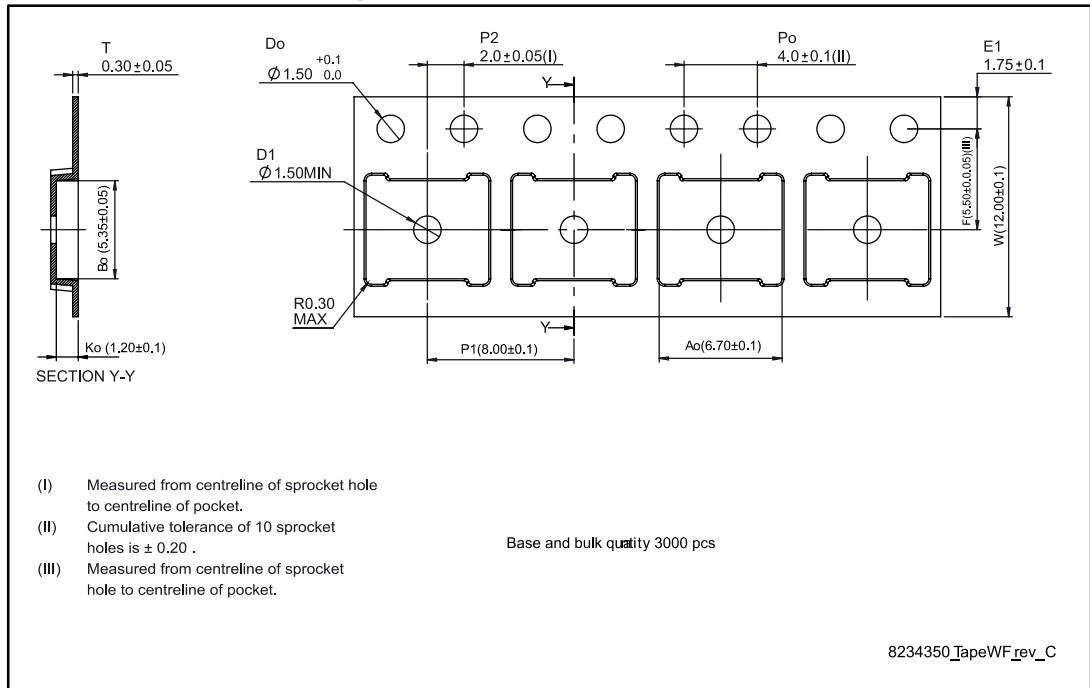 T
0.30±0.05
Do
Ø1.50 +0.1 0.0
P2
2.0±0.05(I)
Po
4.0±0.1(II)
E1
1.75±0.1
Y
D1
Ø1.50MIN
Bo (5.35±0.05)
F(5.50±0.0.05)(III)
W(12.00±0.1)
R0.30
MAX
Y
Ko (1.20±0.1)
P1(8.00±0.1)
Ao(6.70±0.1)
SECTION Y-Y
(I) Measured from centreline of sprocket hole
to centreline of pocket.
(II) Cumulative tolerance of 10 sprocket
holes is ± 0.20 .
(III) Measured from centreline of sprocket
hole to centreline of pocket.
Base and bulk quatity 3000 pcs
8234350_TapeWF_rev_C